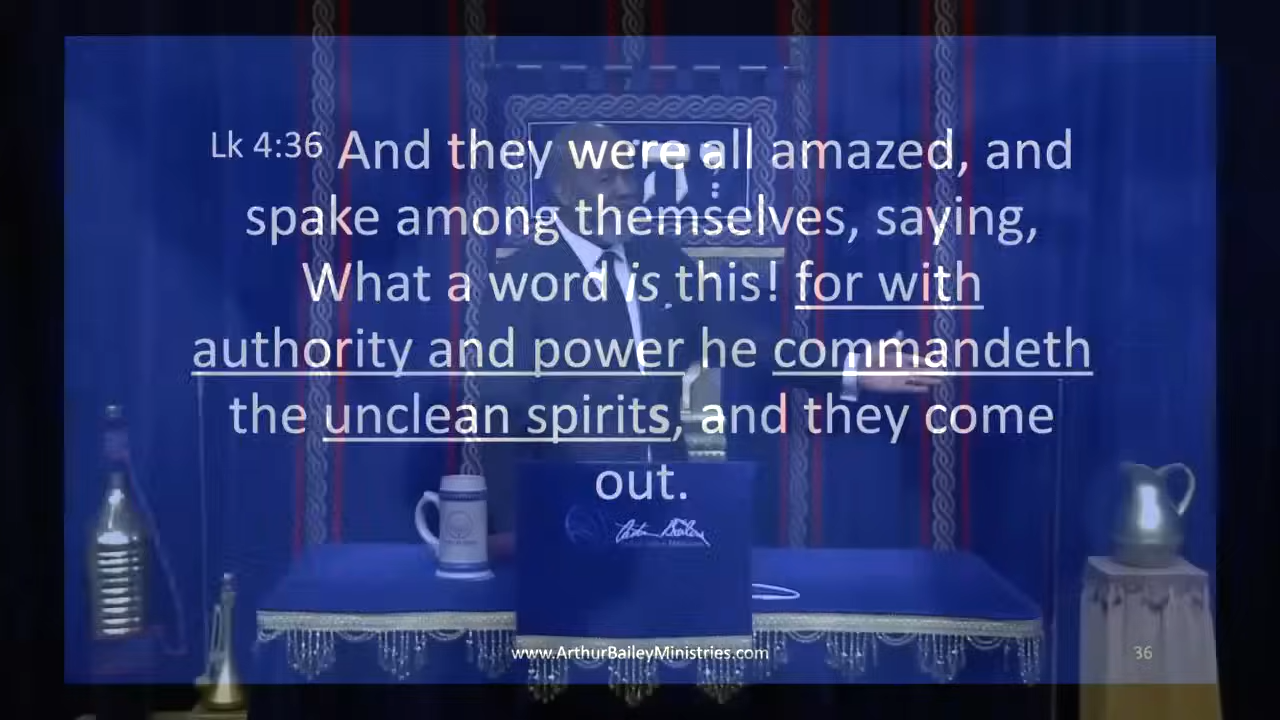 Lk 4:36 And they were all amazed, and
spake among themselves, saying,
What a word is this! for with
authority and power he commandeth
the unclean spirits, and they come
out.
www.ArthurBaileyMinistries.com
36